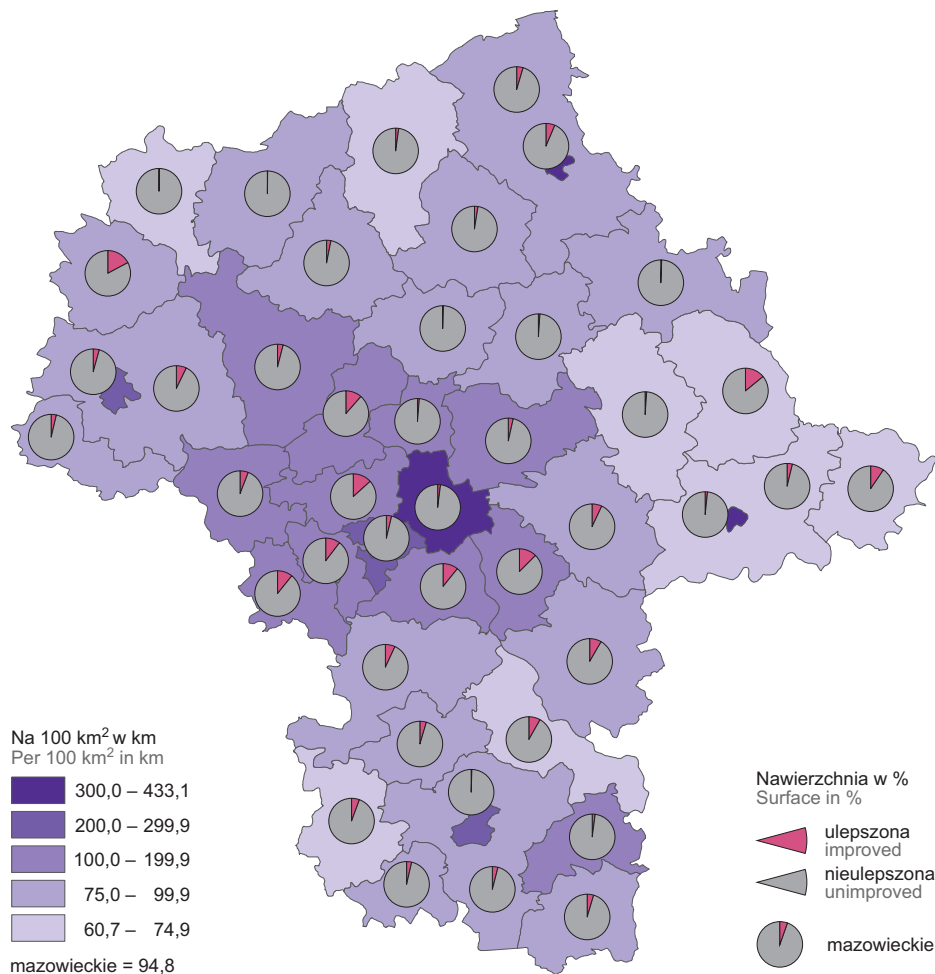 Na 100 km² w km
Per 100 km² in km
300,0 – 433,1
200,0 – 299,9
100,0 – 199,9
75,0 – 99,9
60,7 – 74,9
mazowieckie = 94,8
Nawierzchnia w %
Surface in %
ulepszona
improved
nieulepszona
unimproved
mazowieckie